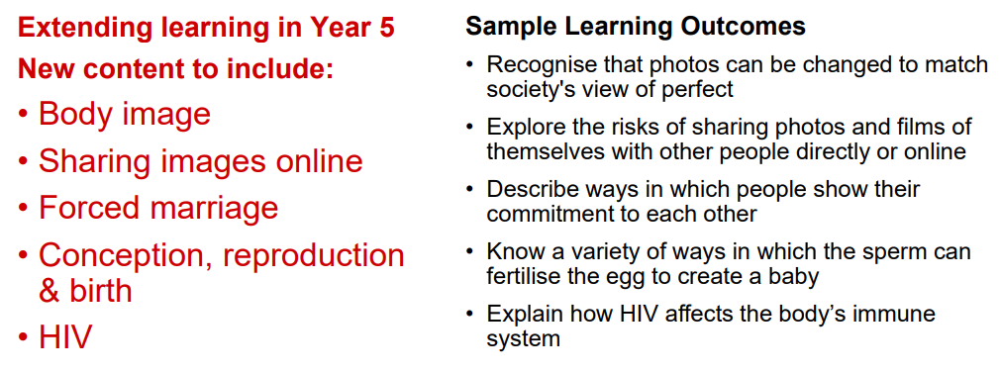 Extending learning in Year 5
New content to include:
• Body image
• Sharing images online
• Forced marriage
• Conception, reproduction
& birth
• HIV
Sample Learning Outcomes
• Recognise that photos can be changed to match
society's view of perfect
• Explore the risks of sharing photos and films of
themselves with other people directly or online
• Describe ways in which people show their
commitment to each other
• Know a variety of ways in which the sperm can
fertilise the egg to create a baby
• Explain how HIV affects the body’s immune
system